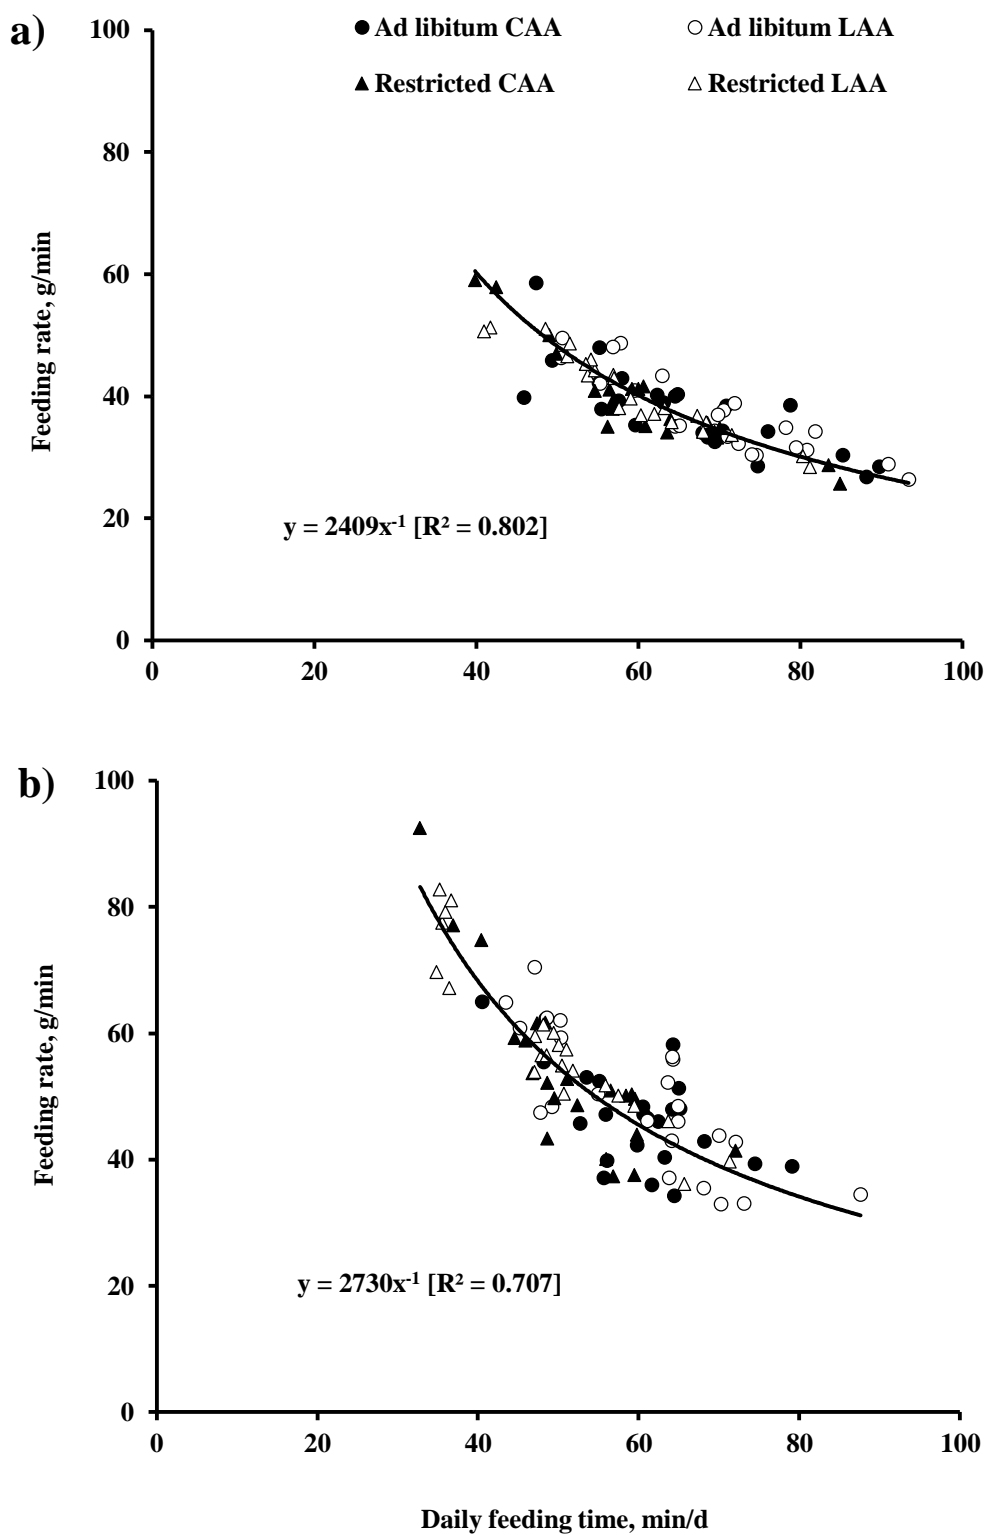 a)
Ad libitum CAA
Ad libitum LAA
Restricted CAA
Restricted LAA
100
80
60
40
20
0
Feeding rate, g/min
y = 2409x⁻¹ [R² = 0.802]
0 20 40 60 80 100
b)
100
80
60
40
20
0
Feeding rate, g/min
y = 2730x⁻¹ [R² = 0.707]
0 20 40 60 80 100
Daily feeding time, min/d